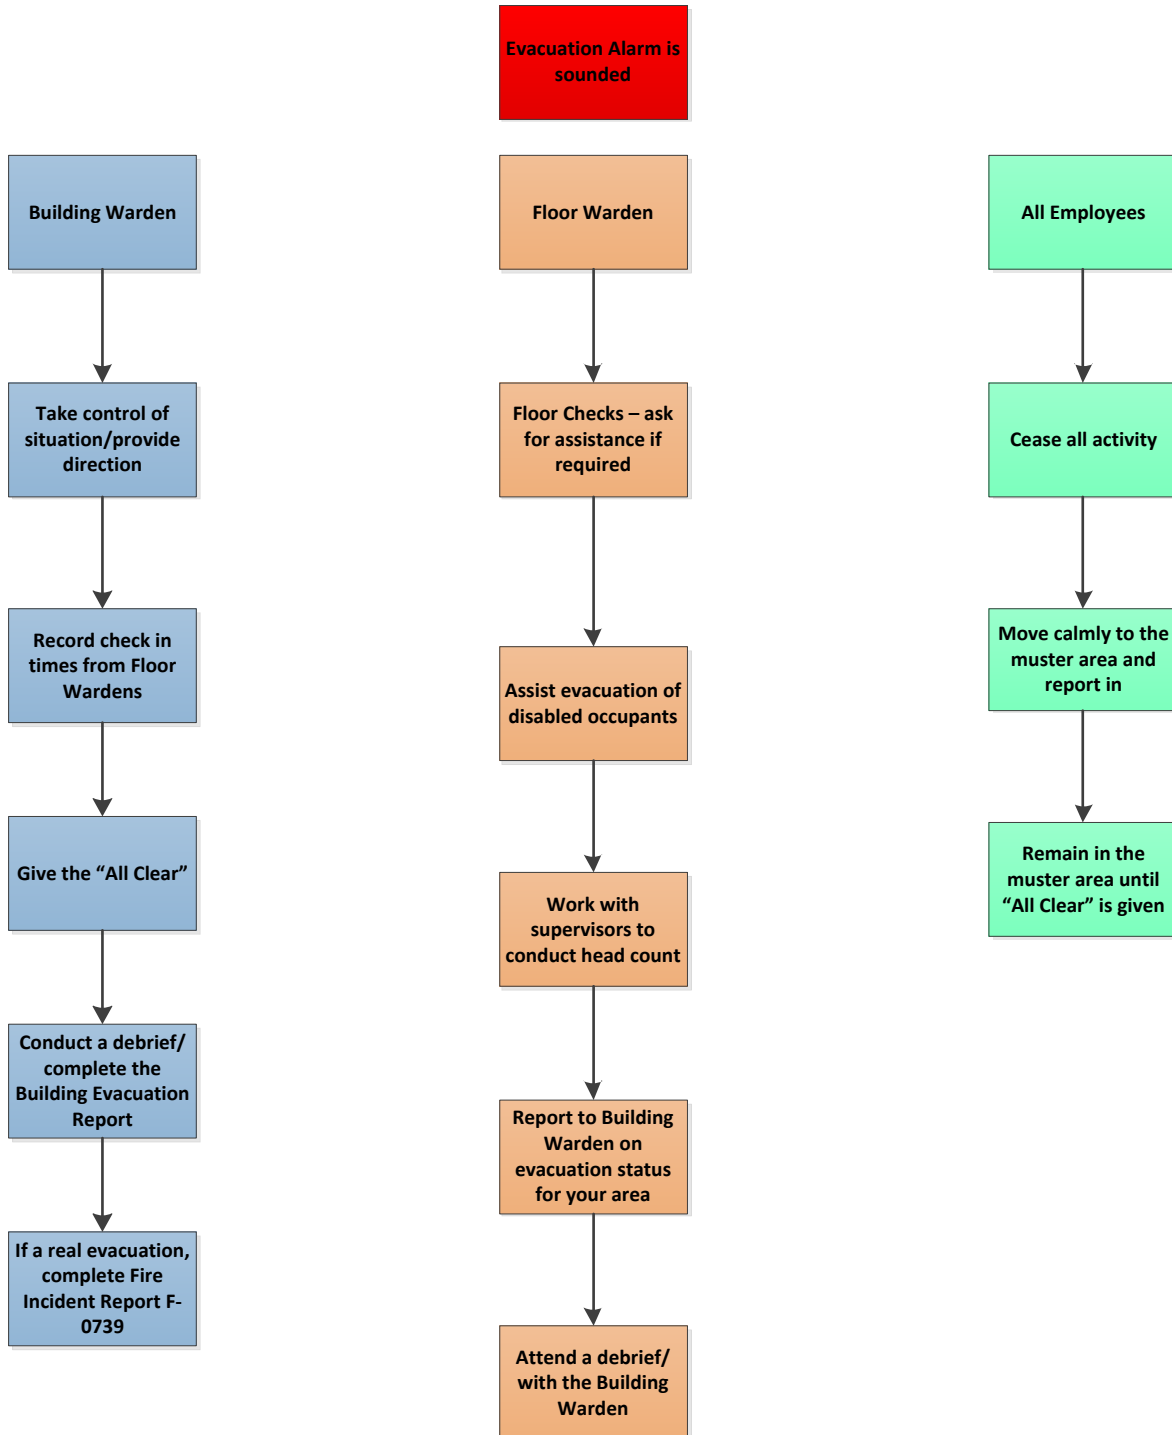 Evacuation Alarm is
sounded
Building Warden
Take control of
situation/provide
direction
Record check in
times from Floor
Wardens
Give the “All Clear”
Conduct a debrief/
complete the
Building Evacuation
Report
If a real evacuation,
complete Fire
Incident Report F-
0739
Floor Warden
Floor Checks – ask
for assistance if
required
Assist evacuation of
disabled occupants
Work with
supervisors to
conduct head count
Report to Building
Warden on
evacuation status
for your area
Attend a debrief/
with the Building
Warden
All Employees
Cease all activity
Move calmly to the
muster area and
report in
Remain in the
muster area until
“All Clear” is given